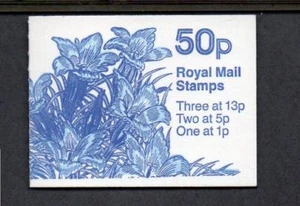 50p
Royal Mail
Stamps
Three at 13p
Two at 5p
One at 1p